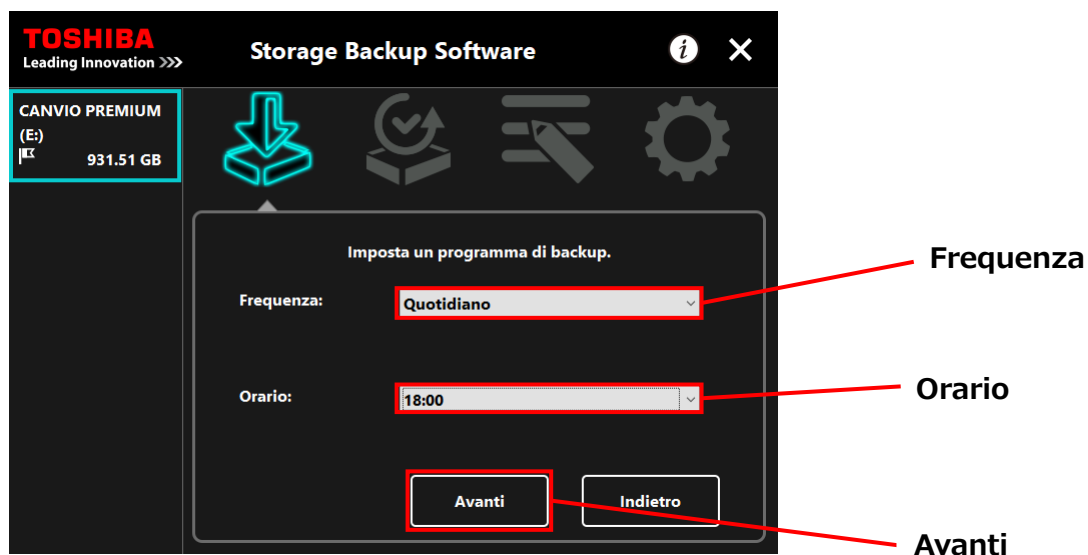 TOSHIBA
Leading Innovation >>>
Storage Backup Software
i
CANVIO PREMIUM
(E:)
931.51 GB
Imposta un programma di backup.
Frequenza:
Quotidiano
Frequenza
Orario:
18:00
Orario
Avanti
Indietro
Avanti